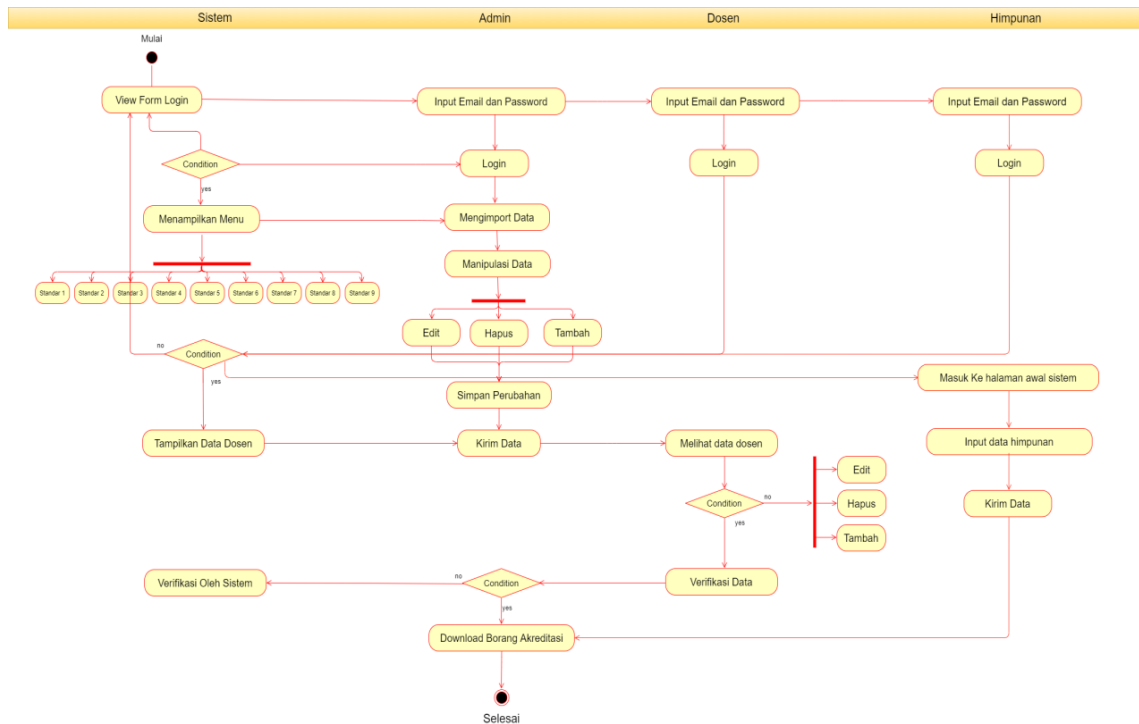 Sistem Admin Dosen Himpunan
Mulai
View Form Login Input Email dan Password Input Email dan Password Input Email dan Password
Condition Login Login Login
yes
Menampilkan Menu Mengimport Data
Manipulasi Data
Standar 1 Standar 2 Standar 3 Standar 4 Standar 5 Standar 6 Standar 7 Standar 8 Standar 9
Edit Hapus Tambah
no Condition
yes
Masuk Ke halaman awal sistem
Simpan Perubahan
Tampilkan Data Dosen Kirim Data Melihat data dosen Input data himpunan
Edit
Condition no Hapus Kirim Data
yes
Tambah
Verifikasi Oleh Sistem no Condition Verifikasi Data
yes
Download Borang Akreditasi
Selesai